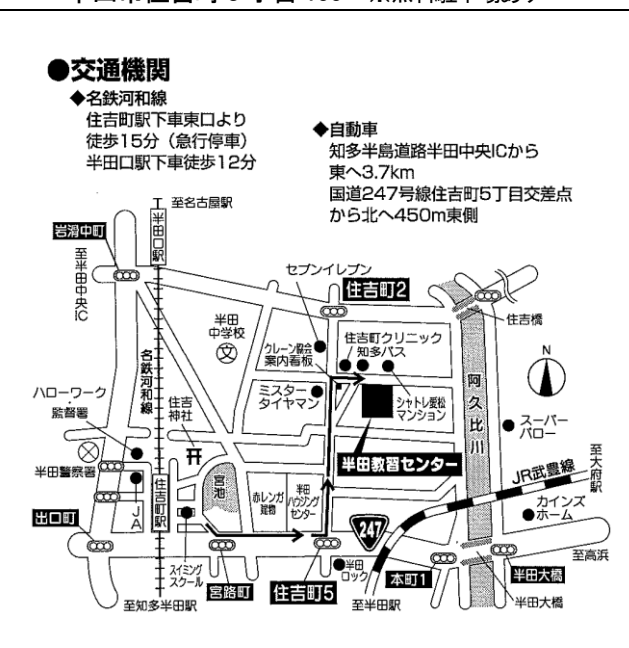 ●交通機関
◆名鉄河和線
住吉町駅下車東口より
徒歩15分（急行停車）
半田口駅下車徒歩12分
◆自動車
知多半島道路半田中央ICから
東へ3.7km
国道247号線住吉町5丁目交差点
から北へ450m東側
至名古屋駅
半田口駅
岩滑中町
至半田中央IC
セブンイレブン
住吉町2
住吉橋
半田
中学校
文
クレーン協会
案内看板
住吉町クリニック
知多バス
N
名鉄河和線
ハローワーク
監督署
住吉
神社
ミスター
タイヤマン
シャトレ愛松
マンション
阿久比川
スーパー
バロー
半田教習センター
半田警察署
宮池
赤レンガ
建物
半田
ハウジング
センター
JR武豊線
至大府駅
カインズ
ホーム
JA
住吉町駅
出口町
247
スイミング
スクール
宮路町
住吉町5
半田
ロック
本町1
半田大橋
至高浜
至知多半田駅
至半田駅
半田大橋